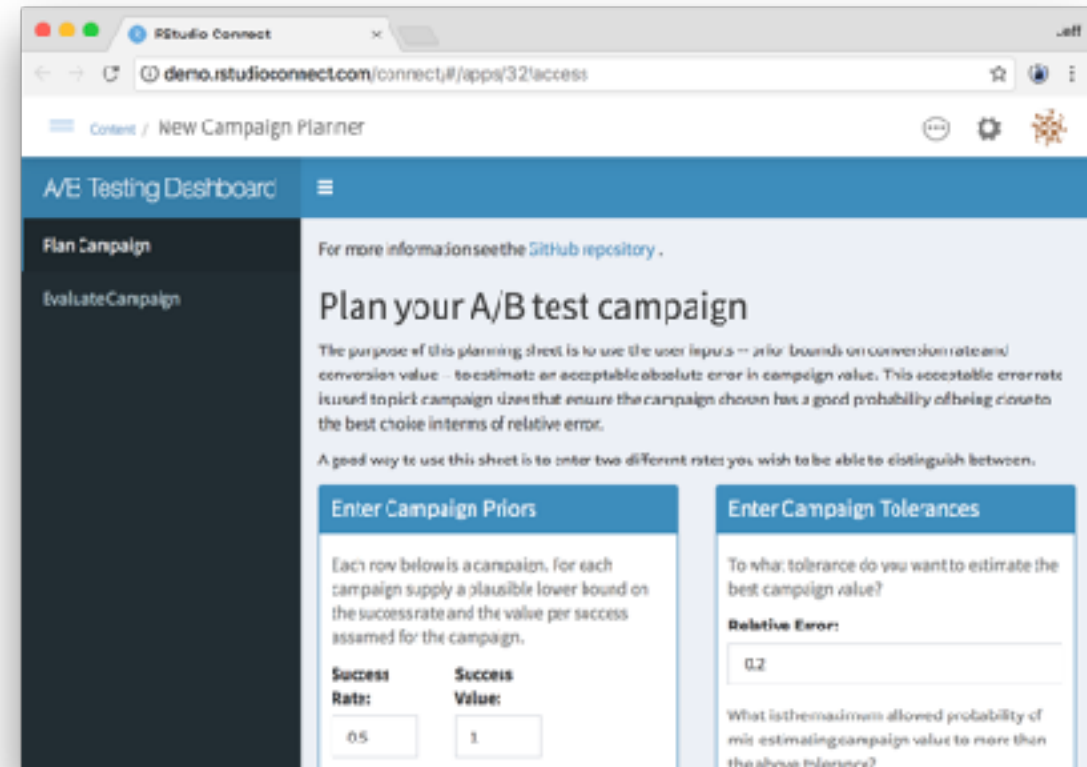 RStudio Connect
Jeff
demo.rstudioconnect.com/connect/#/apps/32/access
Content / New Campaign Planner
A/B Testing Dashboard
Plan Campaign
Evaluate Campaign
For more information see the GitHub repository .
Plan your A/B test campaign
The purpose of this planning sheet is to use the user inputs -- prior bounds on conversion rate and
conversion value -- to estimate an acceptable absolute error in campaign value. This acceptable error rate
is used to pick campaign sizes that ensure the campaign chosen has a good probability of being close to
the best choice in terms of relative error.
A good way to use this sheet is to enter two different rates you wish to be able to distinguish between.
Enter Campaign Priors
Each row below is a campaign. For each
campaign supply a plausible lower bound on
the success rate and the value per success
assumed for the campaign.
Success Rate:
Success Value:
0.5
1
Enter Campaign Tolerances
To what tolerance do you want to estimate the
best campaign value?
Relative Error:
0.2
What is the maximum allowed probability of
mis-estimating campaign value to more than
the above tolerance?